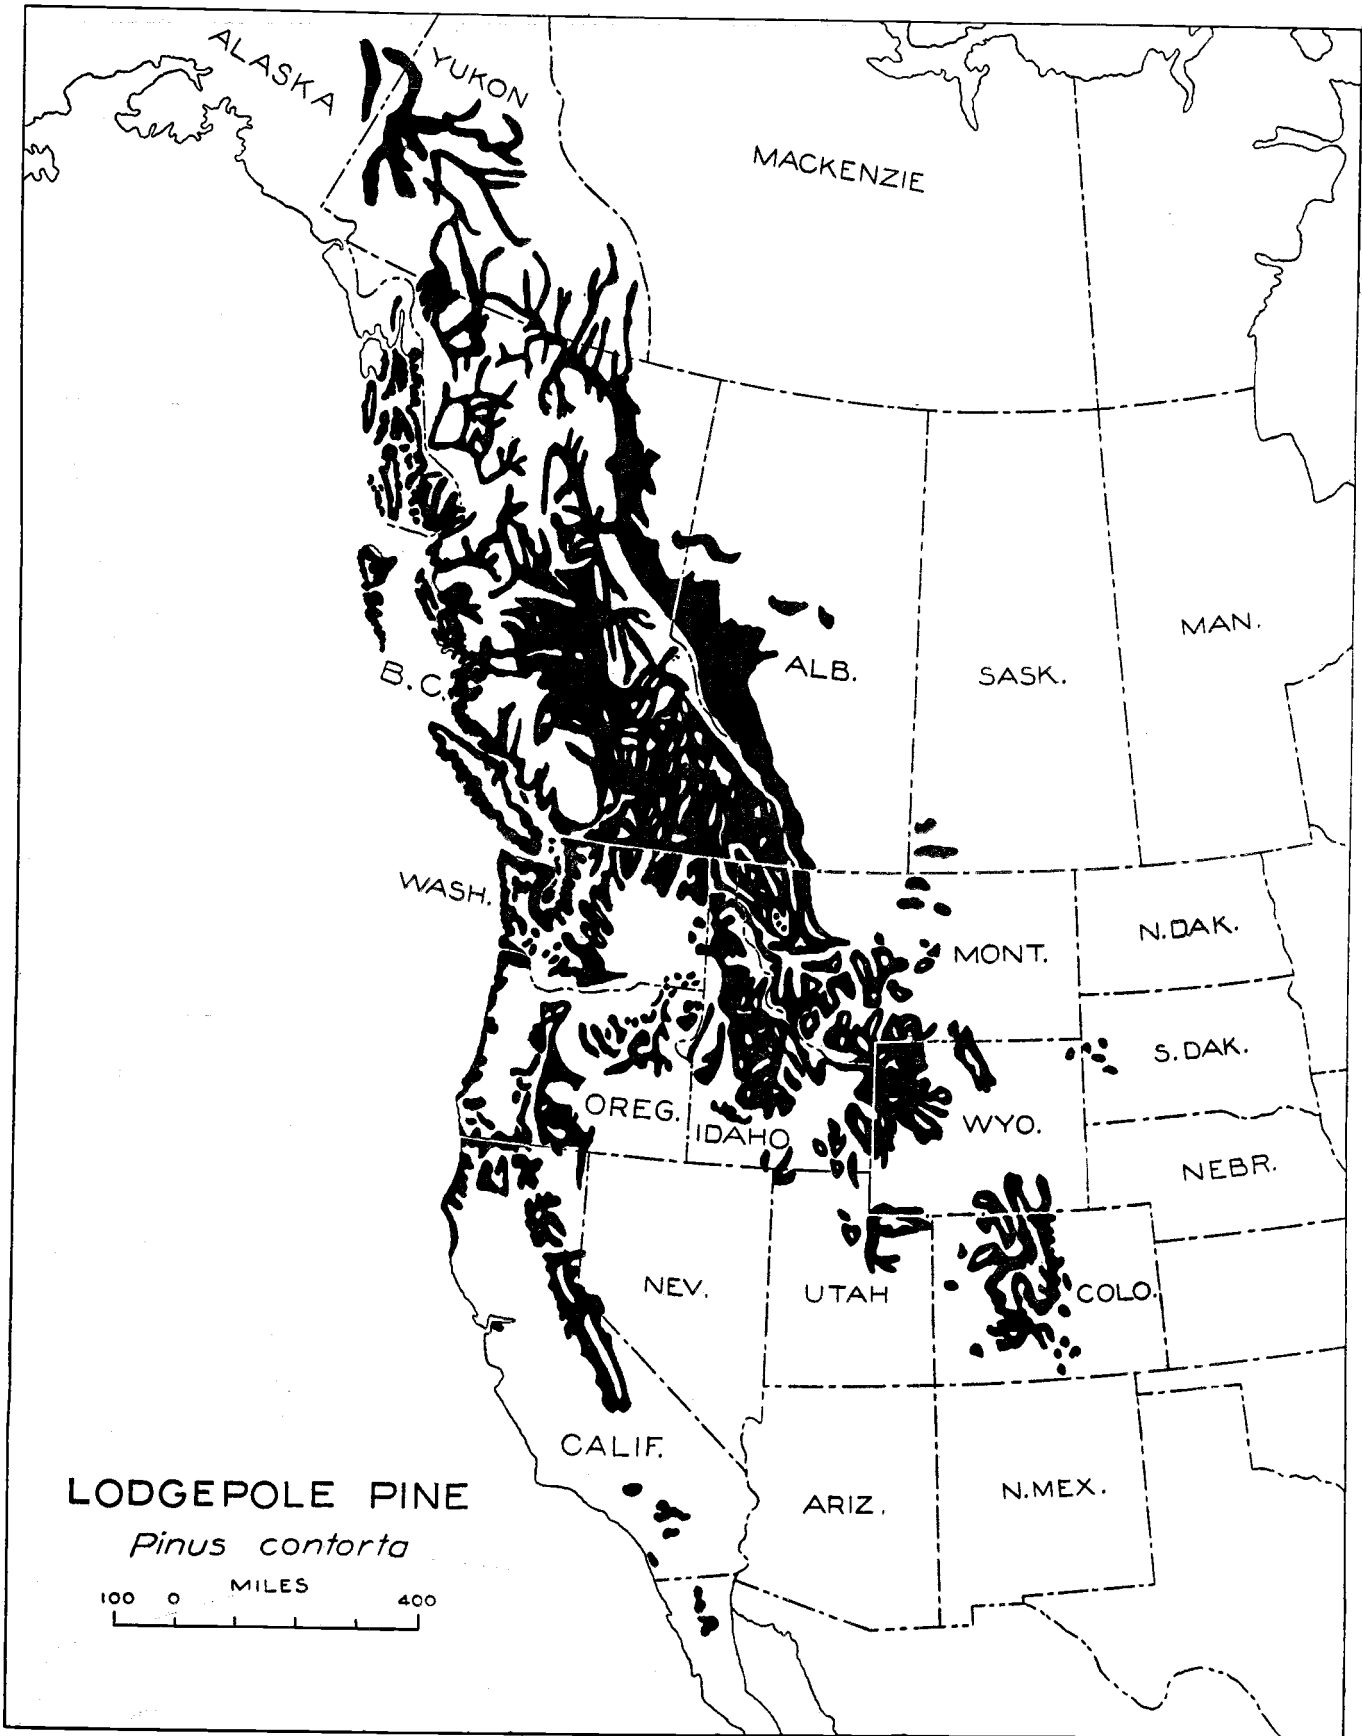 ALASKA
YUKON
MACKENZIE
B.C.
ALB.
SASK.
MAN.
WASH.
MONT.
N.DAK.
S.DAK.
OREG.
IDAHO
WYO.
NEBR.
NEV.
UTAH
COLO.
CALIF.
ARIZ.
N.MEX.
LODGEPOLE PINE
Pinus contorta
MILES
100 0 400